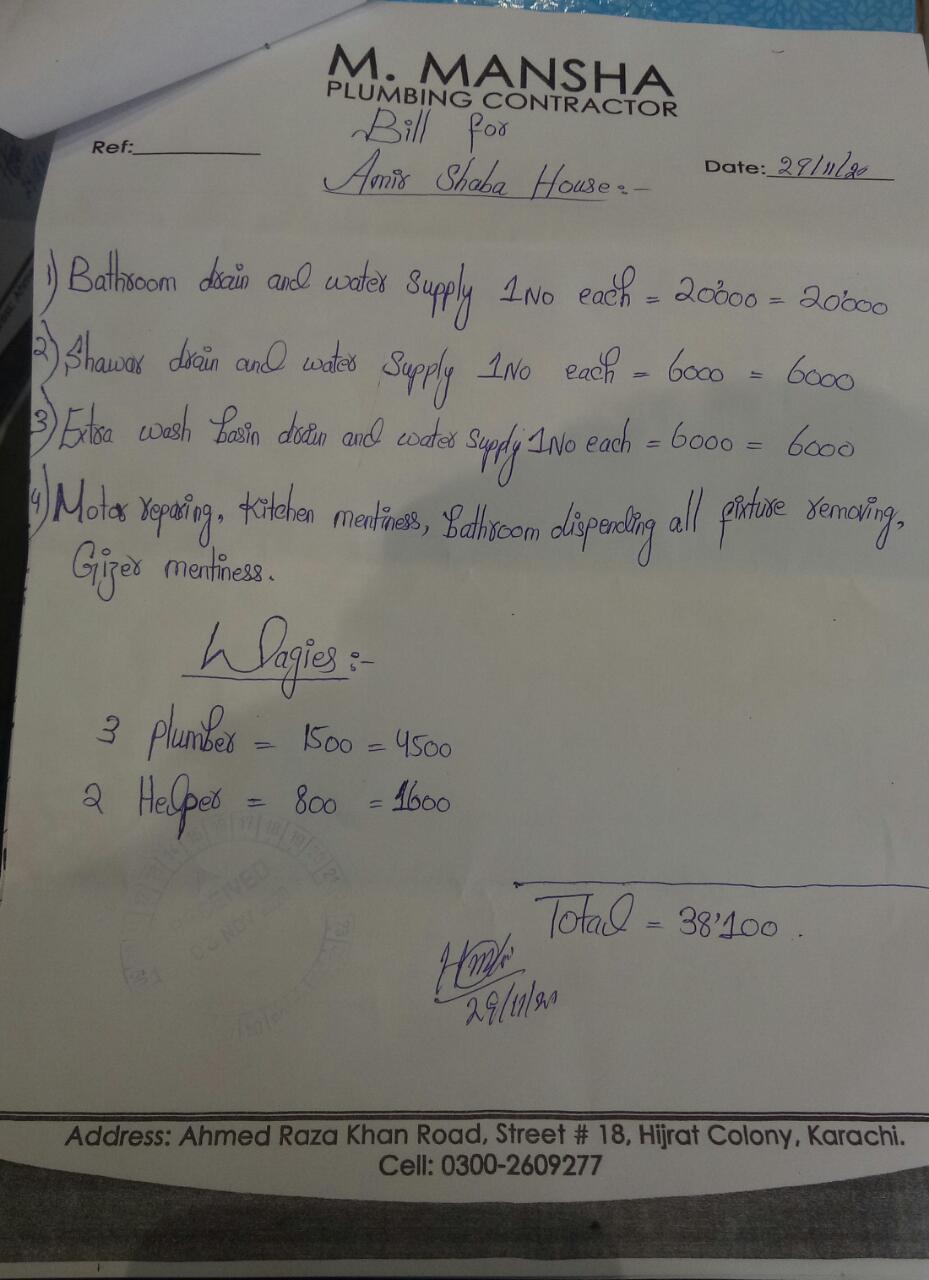 M. MANSHA
PLUMBING CONTRACTOR
Bill for
Ref:
Date: 29/11/20
Amir Shaba House:-
1) Bathroom drain and water Supply 1No each = 20'000 = 20'000
2) Shawar drain and water Supply 1No each = 6000 = 6000
3) Extra wash basin drain and water Supply 1No each = 6000 = 6000
4) Motor reparing, Kitchen mentiness, Bathroom dispending all fixture removing,
Gizer mentiness.
Wagies:-
3 plumber = 1500 = 4500
2 Helper = 800 = 1600
Total = 38'100.
29/11/20
Address: Ahmed Raza Khan Road, Street # 18, Hijrat Colony, Karachi.
Cell: 0300-2609277